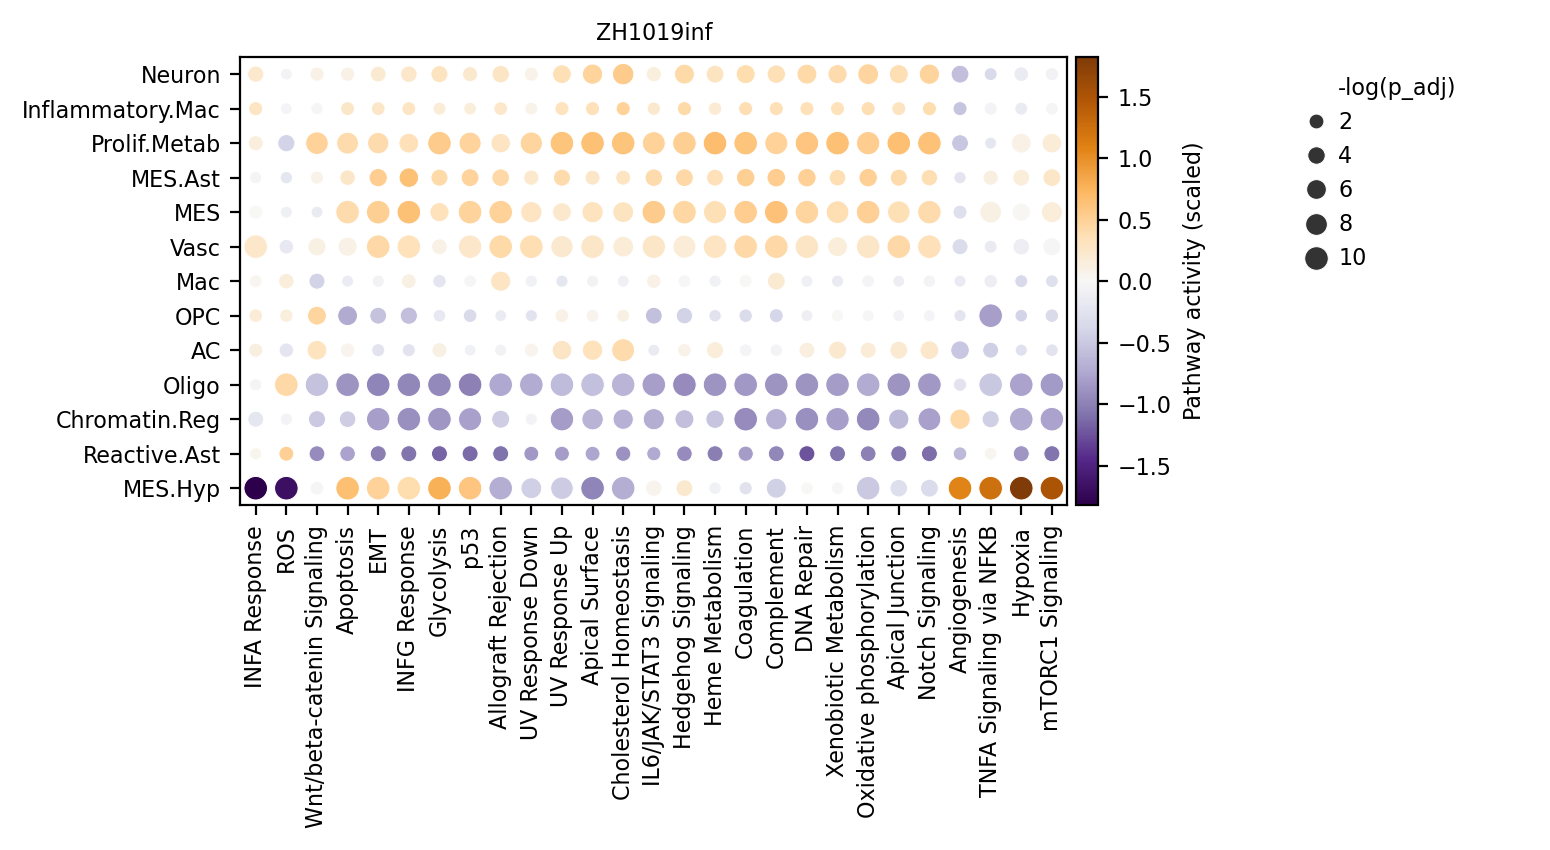 ZH1019inf
Neuron
Inflammatory.Mac
Prolif.Metab
MES.Ast
MES
Vasc
Mac
OPC
AC
Oligo
Chromatin.Reg
Reactive.Ast
MES.Hyp
INFA Response
ROS
Wnt/beta-catenin Signaling
Apoptosis
EMT
INFG Response
Glycolysis
p53
Allograft Rejection
UV Response Down
UV Response Up
Apical Surface
Cholesterol Homeostasis
IL6/JAK/STAT3 Signaling
Hedgehog Signaling
Heme Metabolism
Coagulation
Complement
DNA Repair
Xenobiotic Metabolism
Oxidative phosphorylation
Apical Junction
Notch Signaling
Angiogenesis
TNFA Signaling via NFKB
Hypoxia
mTORC1 Signaling
1.5
1.0
0.5
0.0
−0.5
−1.0
−1.5
Pathway activity (scaled)
-log(p_adj)
2
4
6
8
10